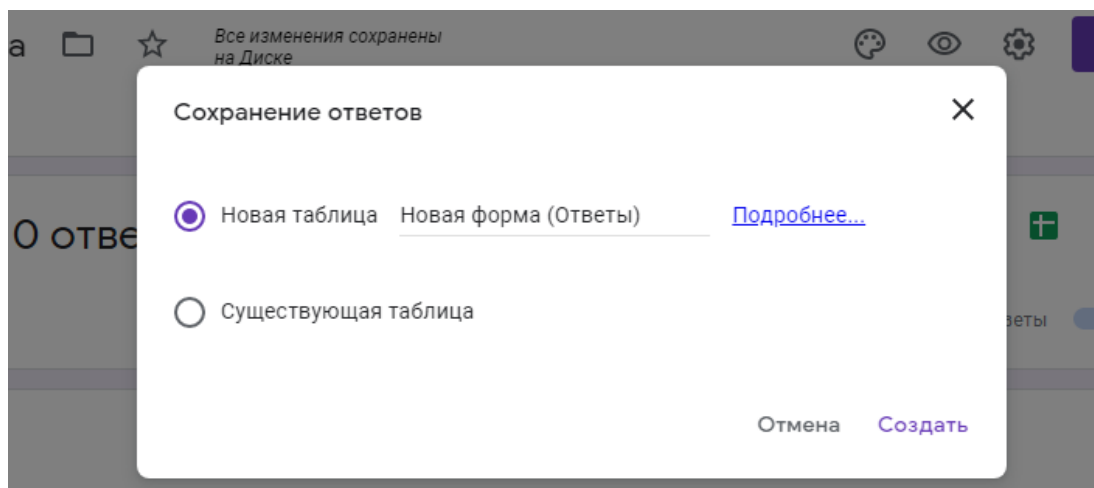 а
Все изменения сохранены
на Диске
Сохранение ответов
Новая таблица Новая форма (Ответы) Подробнее...
0 отве
Существующая таблица
веты
Отмена Создать